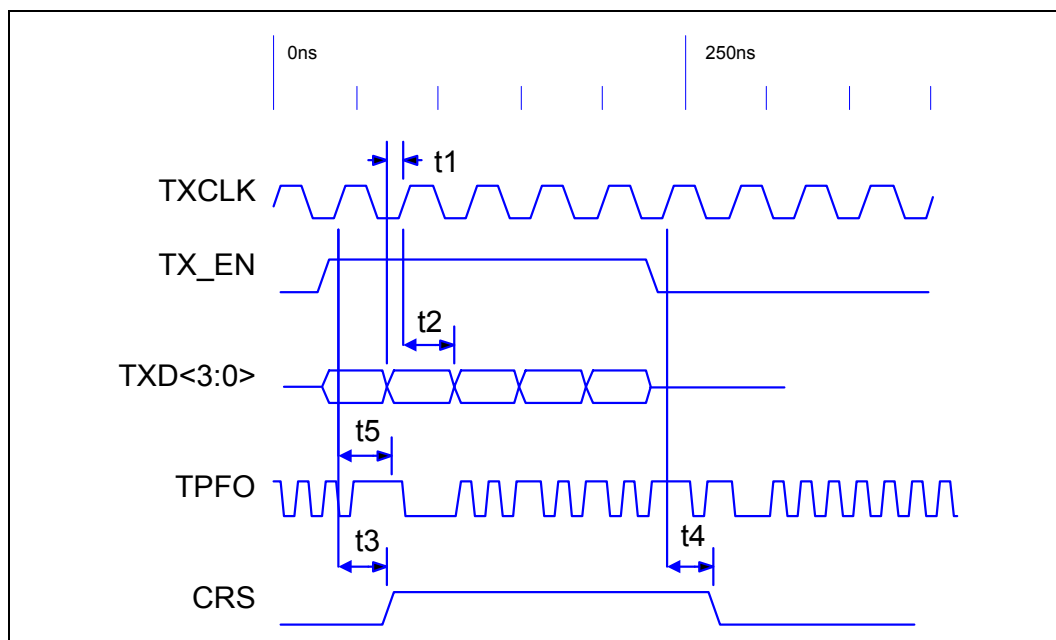 0ns 250ns
t1
TXCLK
TX_EN
t2
TXD<3:0>
t5
TPFO
t3 t4
CRS